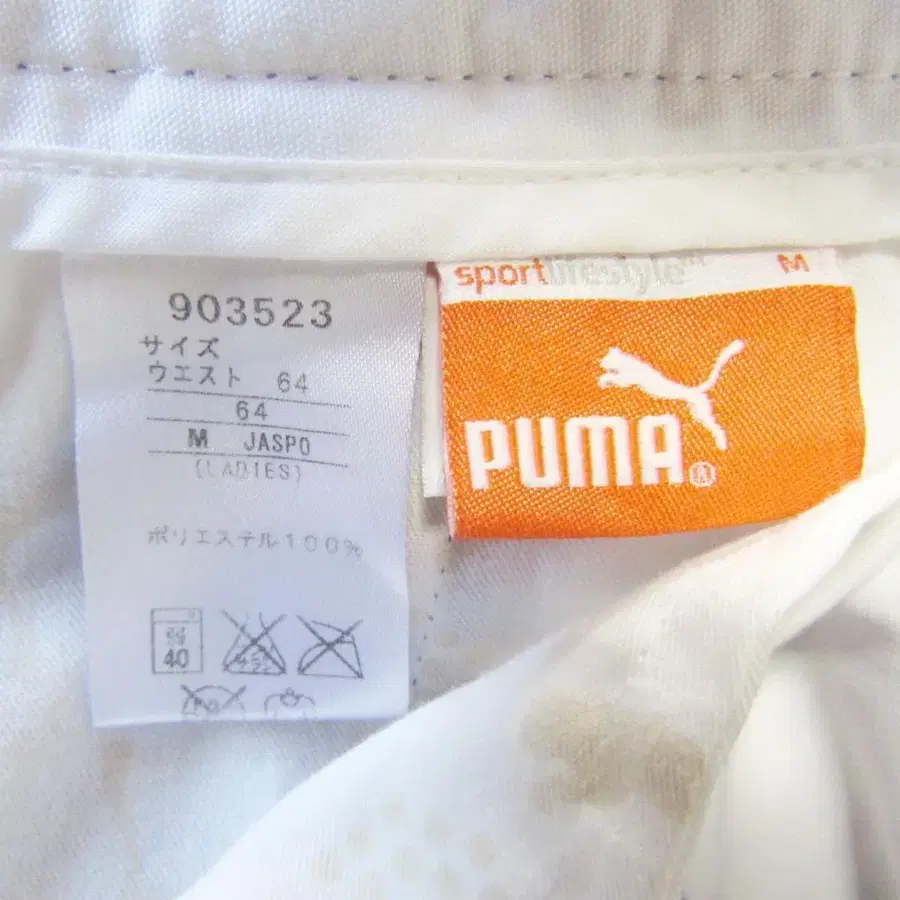 903523
サイズ
ウエスト 64
64
M JASPO
(LADIES)
ポリエステル100%
40
sportlifestyle™ M
PUMA®